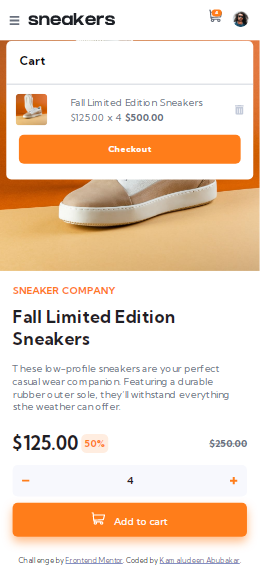 sneakers
4
Cart
Fall Limited Edition Sneakers
$125.00 x 4 $500.00
Checkout
SNEAKER COMPANY
Fall Limited Edition
Sneakers
These low-profile sneakers are your perfect
casual wear companion. Featuring a durable
rubber outer sole, they'll withstand everything
sthe weather can offer.
$125.00 50% $250.00
− 4 +
Add to cart
Challenge by Frontend Mentor. Coded by Kamaludeen Abubakar.